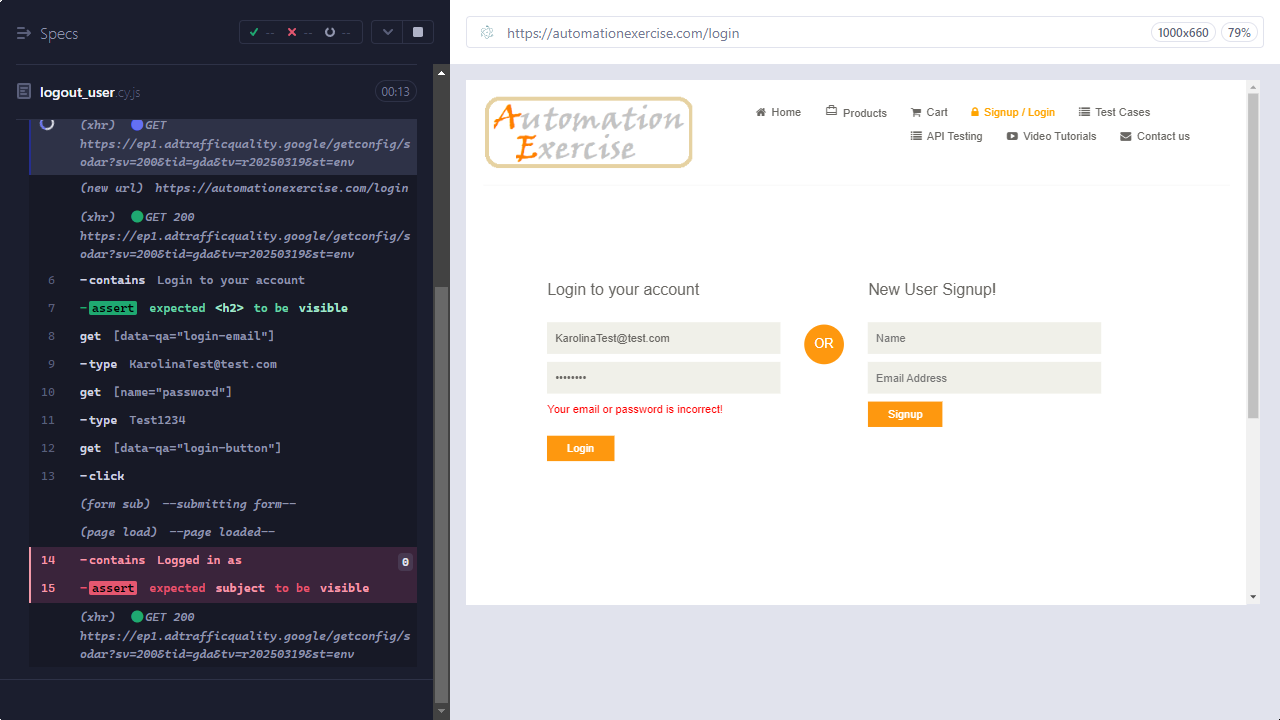 Specs
--
--
--
logout_user.cy.js
00:13
(xhr) GET
https://ep1.adtrafficquality.google/getconfig/s
odar?sv=200&tid=gda&tv=r20250319&st=env
(new url) https://automationexercise.com/login
(xhr) GET 200
https://ep1.adtrafficquality.google/getconfig/s
odar?sv=200&tid=gda&tv=r20250319&st=env
6 -contains Login to your account
7 -assert expected <h2> to be visible
8 get [data-qa="login-email"]
9 -type KarolinaTest@test.com
10 get [name="password"]
11 -type Test1234
12 get [data-qa="login-button"]
13 -click
(form sub) --submitting form--
(page load) --page loaded--
14 -contains Logged in as 0
15 -assert expected subject to be visible
(xhr) GET 200
https://ep1.adtrafficquality.google/getconfig/s
odar?sv=200&tid=gda&tv=r20250319&st=env
https://automationexercise.com/login
1000x660
79%
Automation
Exercise
Home
Products
Cart
Signup / Login
Test Cases
API Testing
Video Tutorials
Contact us
Login to your account
KarolinaTest@test.com
••••••••
Your email or password is incorrect!
Login
OR
New User Signup!
Name
Email Address
Signup